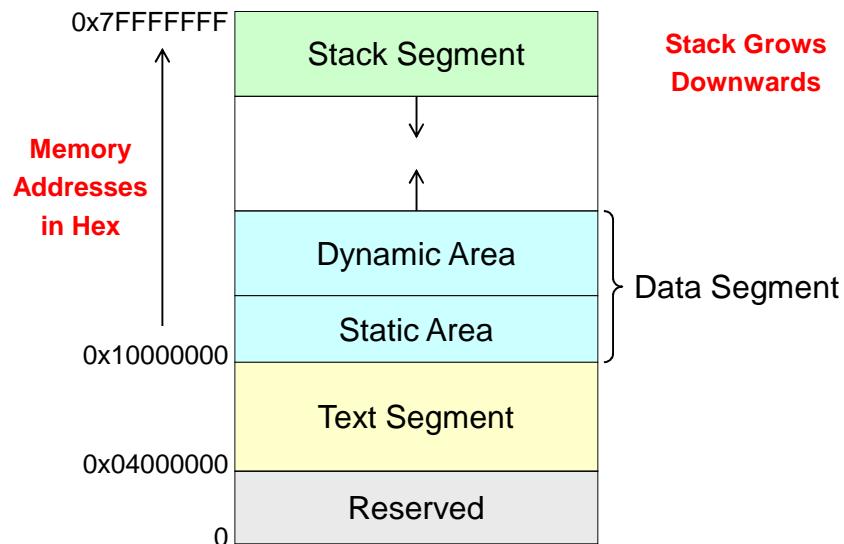 0x7FFFFFFF
Stack Segment
Stack Grows
Downwards
Memory
Addresses
in Hex
Dynamic Area
Data Segment
Static Area
0x10000000
Text Segment
0x04000000
Reserved
0